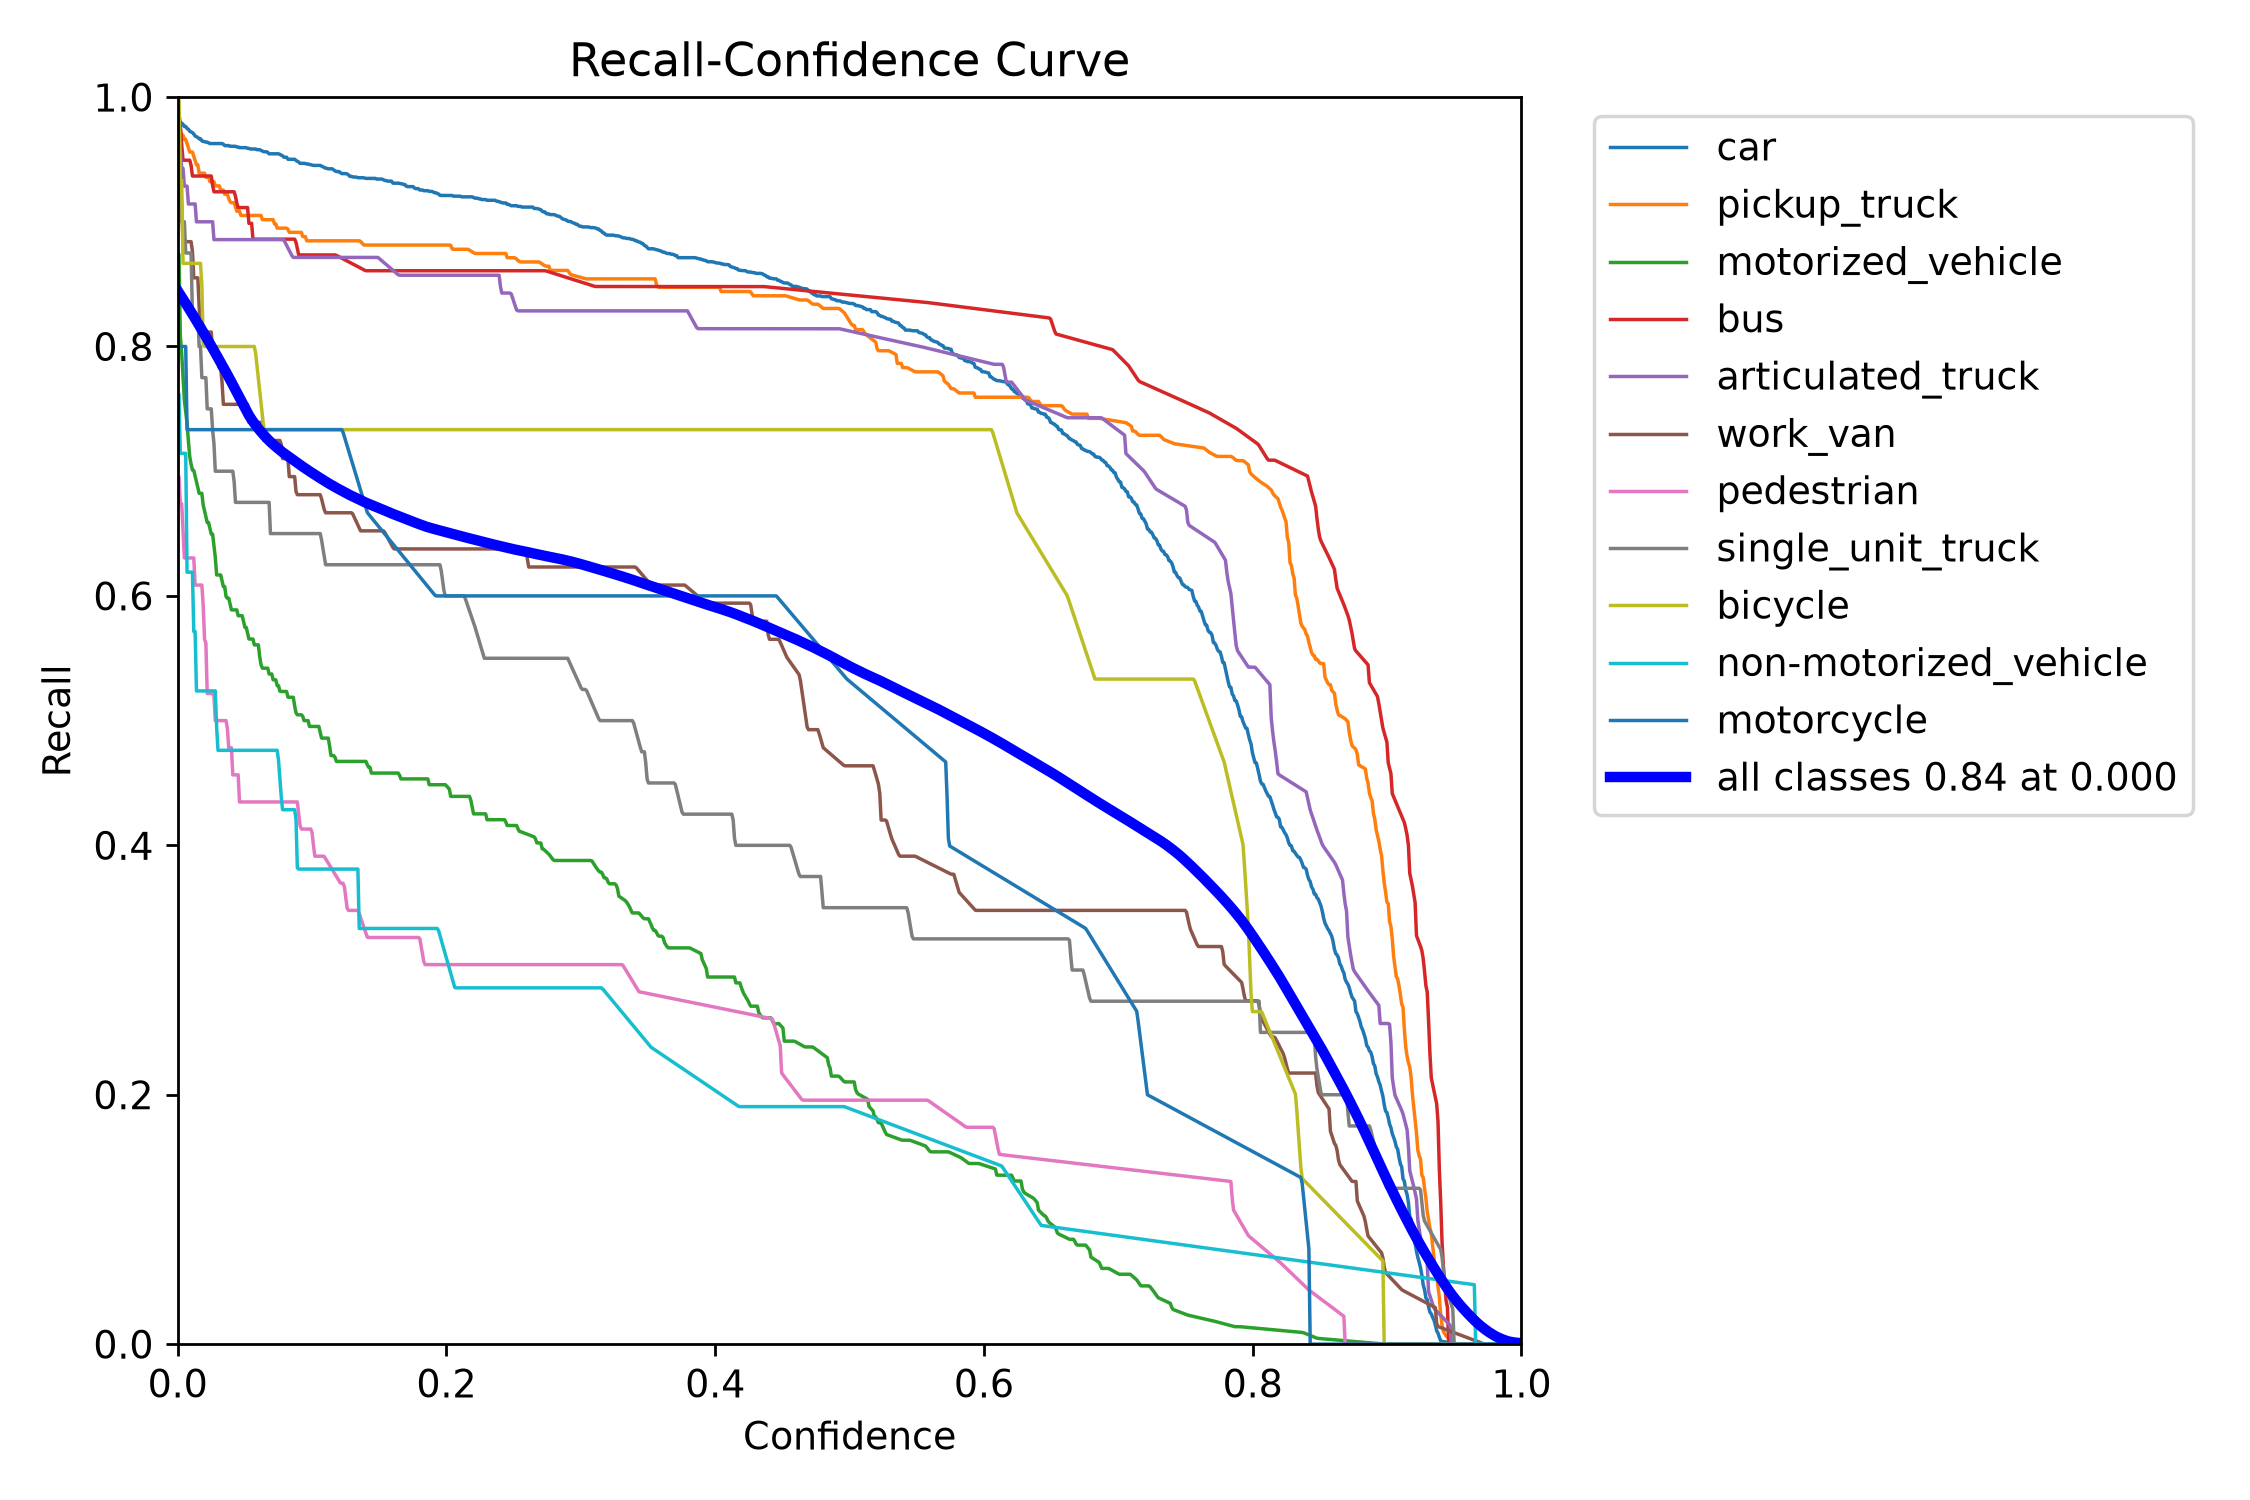 Recall-Confidence Curve
1.0
0.8
0.6
0.4
0.2
0.0
Recall
0.0 0.2 0.4 0.6 0.8 1.0
Confidence
car
pickup_truck
motorized_vehicle
bus
articulated_truck
work_van
pedestrian
single_unit_truck
bicycle
non-motorized_vehicle
motorcycle
all classes 0.84 at 0.000